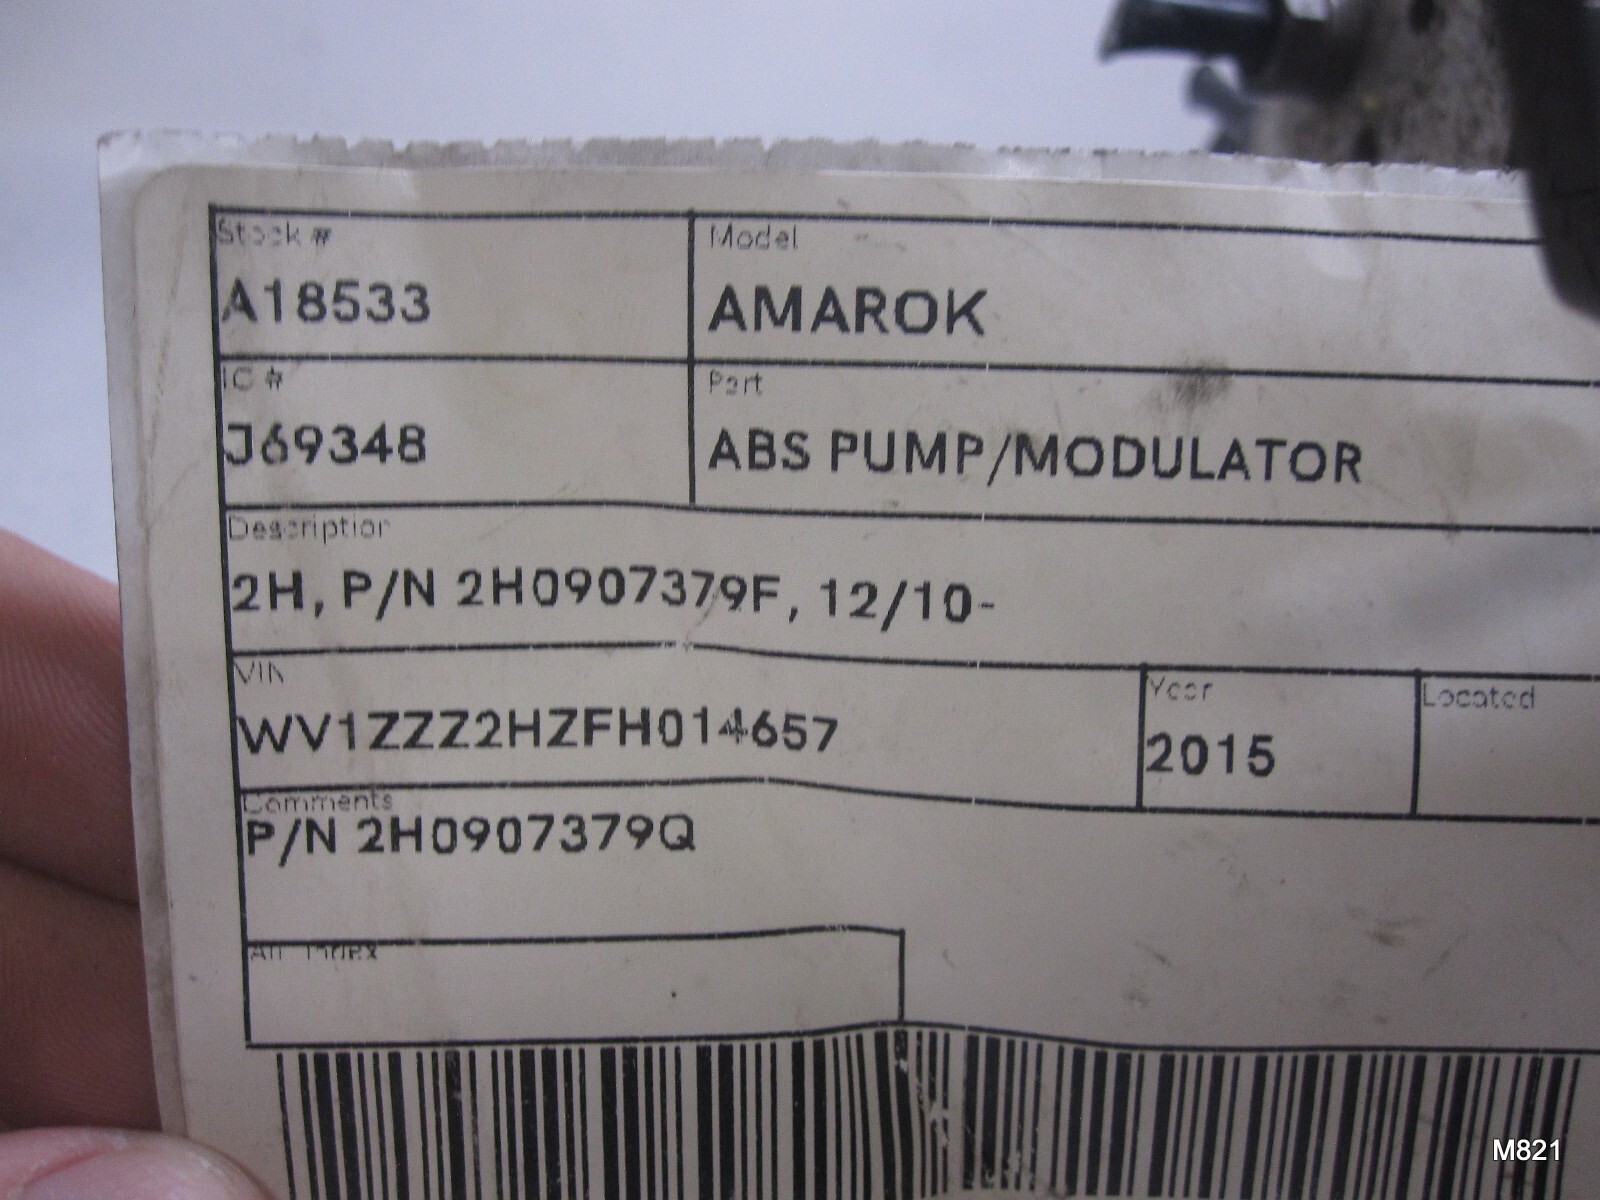 Stock #
A18533
Model
AMAROK
IC #
J69348
Part
ABS PUMP/MODULATOR
Description
2H, P/N 2H0907379F, 12/10-
VIN
WV1ZZZ2HZFH014657
Year
2015
Located
Comments
P/N 2H0907379Q
Index
M821